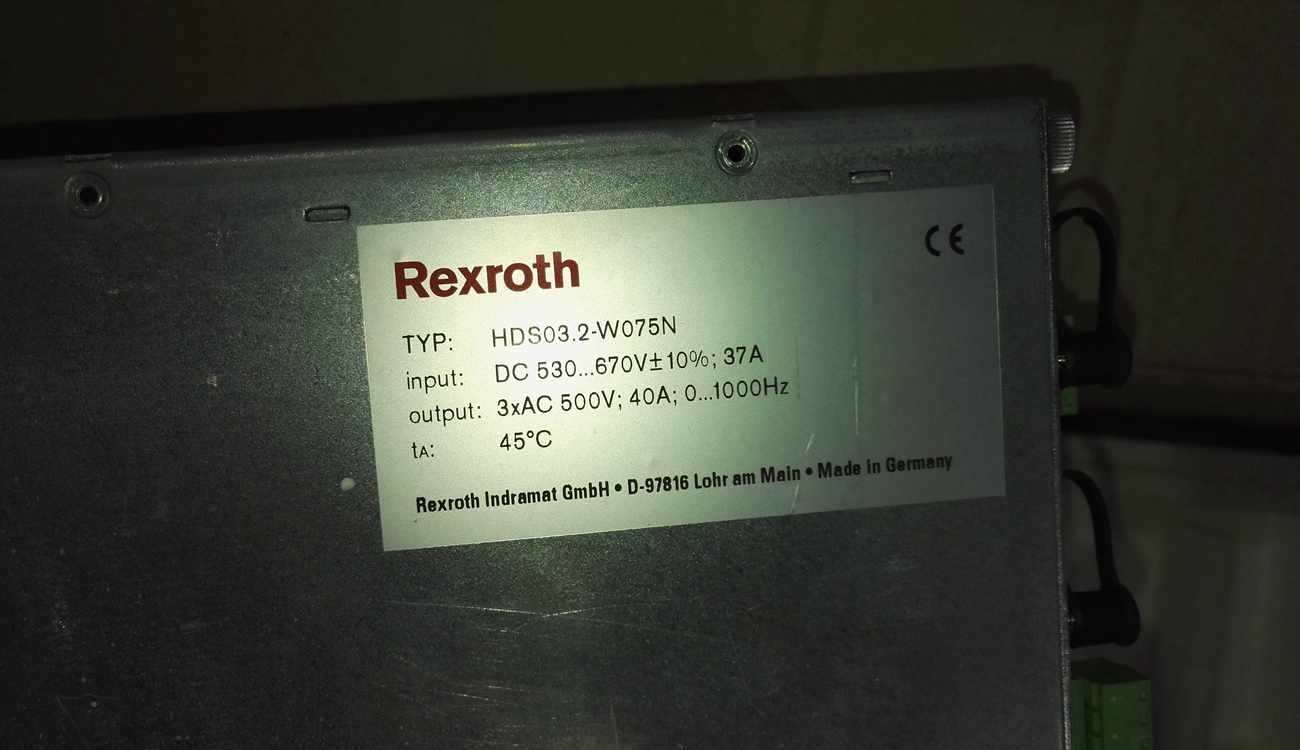 Rexroth
CE
TYP: HDS03.2-W075N
input: DC 530...670V±10%; 37A
output: 3xAC 500V; 40A; 0...1000Hz
tA: 45°C
Rexroth Indramat GmbH • D-97816 Lohr am Main • Made in Germany